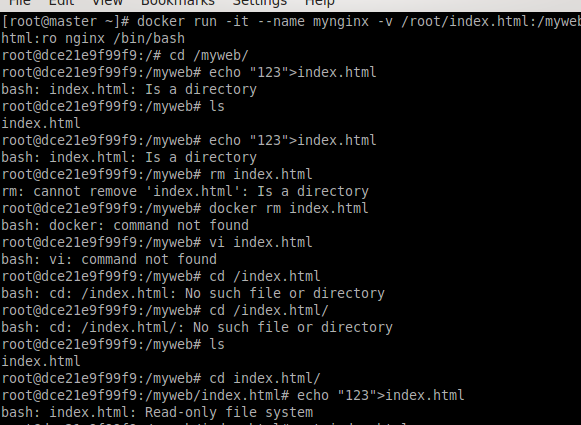 File Edit View Bookmarks Settings Help
[root@master ~]# docker run -it --name mynginx -v /root/index.html:/myweb
html:ro nginx /bin/bash
root@dce21e9f99f9:/# cd /myweb/
root@dce21e9f99f9:/myweb# echo "123">index.html
bash: index.html: Is a directory
root@dce21e9f99f9:/myweb# ls
index.html
root@dce21e9f99f9:/myweb# echo "123">index.html
bash: index.html: Is a directory
root@dce21e9f99f9:/myweb# rm index.html
rm: cannot remove 'index.html': Is a directory
root@dce21e9f99f9:/myweb# docker rm index.html
bash: docker: command not found
root@dce21e9f99f9:/myweb# vi index.html
bash: vi: command not found
root@dce21e9f99f9:/myweb# cd /index.html
bash: cd: /index.html: No such file or directory
root@dce21e9f99f9:/myweb# cd /index.html/
bash: cd: /index.html/: No such file or directory
root@dce21e9f99f9:/myweb# ls
index.html
root@dce21e9f99f9:/myweb# cd index.html/
root@dce21e9f99f9:/myweb/index.html# echo "123">index.html
bash: index.html: Read-only file system